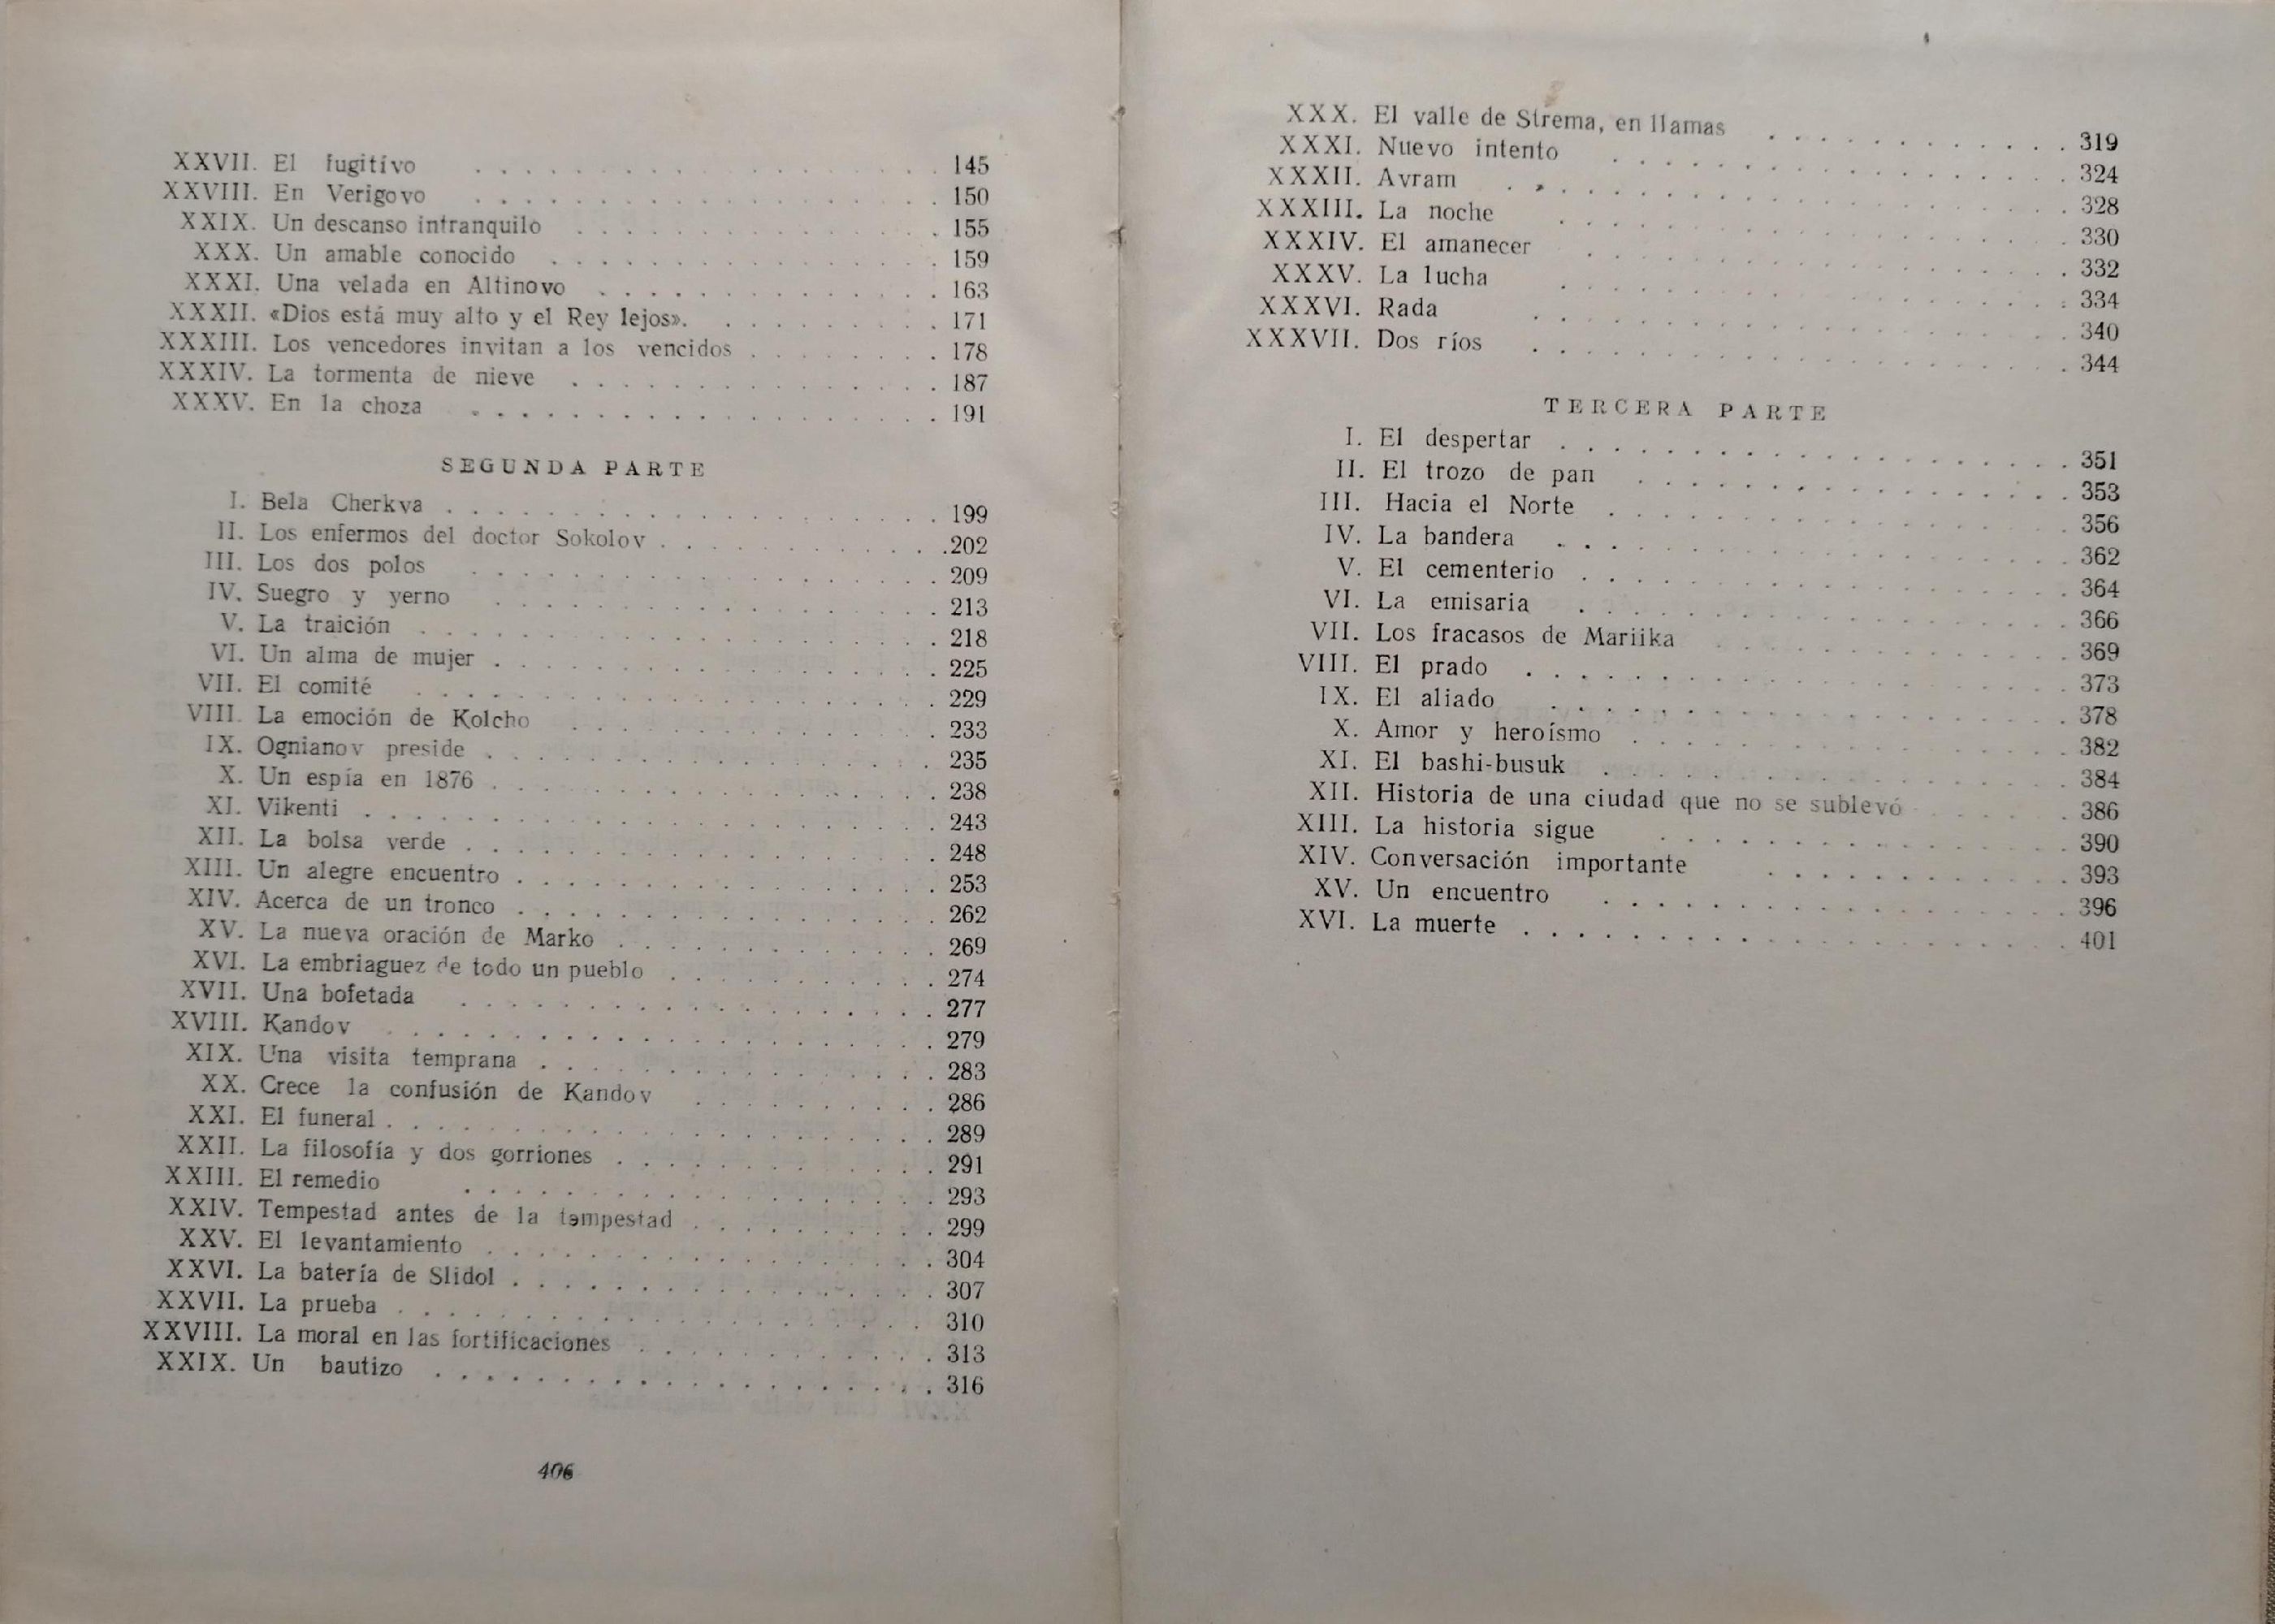 XXVII. El fugitivo . . . . . . . . . . . . . . . . . . . 145
XXVIII. En Verigovo . . . . . . . . . . . . . . . . . . . 150
XXIX. Un descanso intranquilo . . . . . . . . . . . . . . . 155
XXX. Un amable conocido . . . . . . . . . . . . . . . . 159
XXXI. Una velada en Altinovo . . . . . . . . . . . . . . 163
XXXII. «Dios está muy alto y el Rey lejos». . . . . . . . . . 171
XXXIII. Los vencedores invitan a los vencidos . . . . . . . . 178
XXXIV. La tormenta de nieve . . . . . . . . . . . . . . . 187
XXXV. En la choza . . . . . . . . . . . . . . . . . . . 191
SEGUNDA PARTE
I. Bela Cherkva . . . . . . . . . . . . . . . . . . . . 199
II. Los enfermos del doctor Sokolov . . . . . . . . . . . .202
III. Los dos polos . . . . . . . . . . . . . . . . . . . 209
IV. Suegro y yerno . . . . . . . . . . . . . . . . . . 213
V. La traición . . . . . . . . . . . . . . . . . . . . . 218
VI. Un alma de mujer . . . . . . . . . . . . . . . . . . 225
VII. El comité . . . . . . . . . . . . . . . . . . . . . 229
VIII. La emoción de Kolcho . . . . . . . . . . . . . . . 233
IX. Ognianov preside . . . . . . . . . . . . . . . . . . 235
X. Un espía en 1876 . . . . . . . . . . . . . . . . . . 238
XI. Vikenti . . . . . . . . . . . . . . . . . . . . . . . 243
XII. La bolsa verde . . . . . . . . . . . . . . . . . . . 248
XIII. Un alegre encuentro . . . . . . . . . . . . . . . . . 253
XIV. Acerca de un tronco . . . . . . . . . . . . . . . . . 262
XV. La nueva oración de Marko . . . . . . . . . . . . . 269
XVI. La embriaguez de todo un pueblo . . . . . . . . . . . 274
XVII. Una bofetada . . . . . . . . . . . . . . . . . . . 277
XVIII. Kandov . . . . . . . . . . . . . . . . . . . . . . 279
XIX. Una visita temprana . . . . . . . . . . . . . . . . 283
XX. Crece la confusión de Kandov . . . . . . . . . . 286
XXI. El funeral . . . . . . . . . . . . . . . . . . . . . . 289
XXII. La filosofía y dos gorriones . . . . . . . . . . . . . 291
XXIII. El remedio . . . . . . . . . . . . . . . . . . . 293
XXIV. Tempestad antes de la tempestad . . . . . . . . . . 299
XXV. El levantamiento . . . . . . . . . . . . . . . . . . 304
XXVI. La batería de Slidol . . . . . . . . . . . . . . . . . 307
XXVII. La prueba . . . . . . . . . . . . . . . . . . . . . 310
XXVIII. La moral en las fortificaciones . . . . . . . . . . . . 313
XXIX. Un bautizo . . . . . . . . . . . . . . . . . . . . 316
406
XXX. El valle de Strema, en llamas . . . . . . . . . . . . 319
XXXI. Nuevo intento . . . . . . . . . . . . . . . . . . 324
XXXII. Avram . . . . . . . . . . . . . . . . . . . . . . 328
XXXIII. La noche . . . . . . . . . . . . . . . . . . . . 330
XXXIV. El amanecer . . . . . . . . . . . . . . . . . . . 332
XXXV. La lucha . . . . . . . . . . . . . . . . . . . . 334
XXXVI. Rada . . . . . . . . . . . . . . . . . . . . . 340
XXXVII. Dos ríos . . . . . . . . . . . . . . . . . . . . . 344
TERCERA PARTE
I. El despertar . . . . . . . . . . . . . . . . . . . . 351
II. El trozo de pan . . . . . . . . . . . . . . . . . 353
III. Hacia el Norte . . . . . . . . . . . . . . . . . . 356
IV. La bandera . . . . . . . . . . . . . . . . . . . . 362
V. El cementerio . . . . . . . . . . . . . . . . . . . 364
VI. La emisaria . . . . . . . . . . . . . . . . . . . 366
VII. Los fracasos de Mariika . . . . . . . . . . . . . . 369
VIII. El prado . . . . . . . . . . . . . . . . . . . . . 373
IX. El aliado . . . . . . . . . . . . . . . . . . . . 378
X. Amor y heroísmo . . . . . . . . . . . . . . . . . 382
XI. El bashi-busuk . . . . . . . . . . . . . . . . . . 384
XII. Historia de una ciudad que no se sublevó . . . . . . 386
XIII. La historia sigue . . . . . . . . . . . . . . . . 390
XIV. Conversación importante . . . . . . . . . . . . 393
XV. Un encuentro . . . . . . . . . . . . . . . . . . 396
XVI. La muerte . . . . . . . . . . . . . . . . . . . . . 401